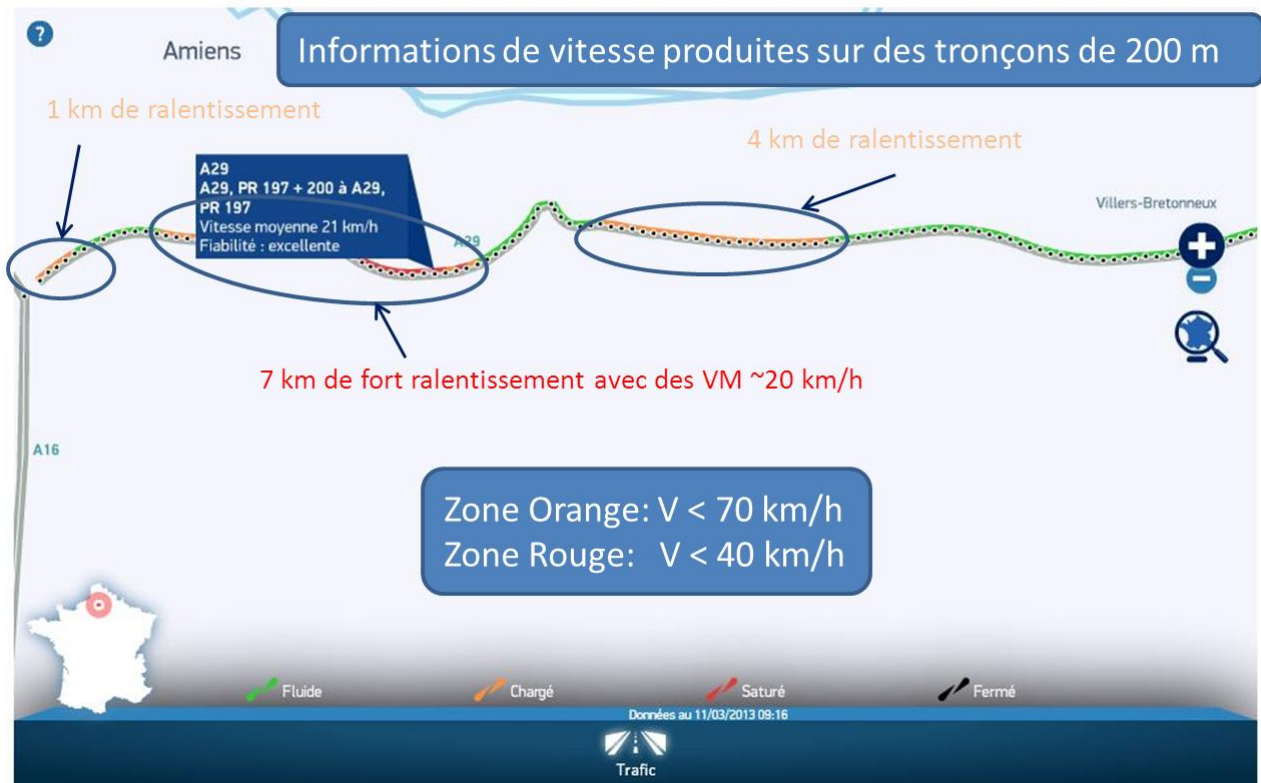 ?
Amiens
Informations de vitesse produites sur des tronçons de 200 m
1 km de ralentissement
4 km de ralentissement
A29
A29, PR 197 + 200 à A29,
PR 197
Vitesse moyenne 21 km/h
Fiabilité : excellente
A29
Villers-Bretonneux
7 km de fort ralentissement avec des VM ~20 km/h
A16
Zone Orange: V < 70 km/h
Zone Rouge: V < 40 km/h
Fluide
Chargé
Saturé
Fermé
Données au 11/03/2013 09:16
Trafic